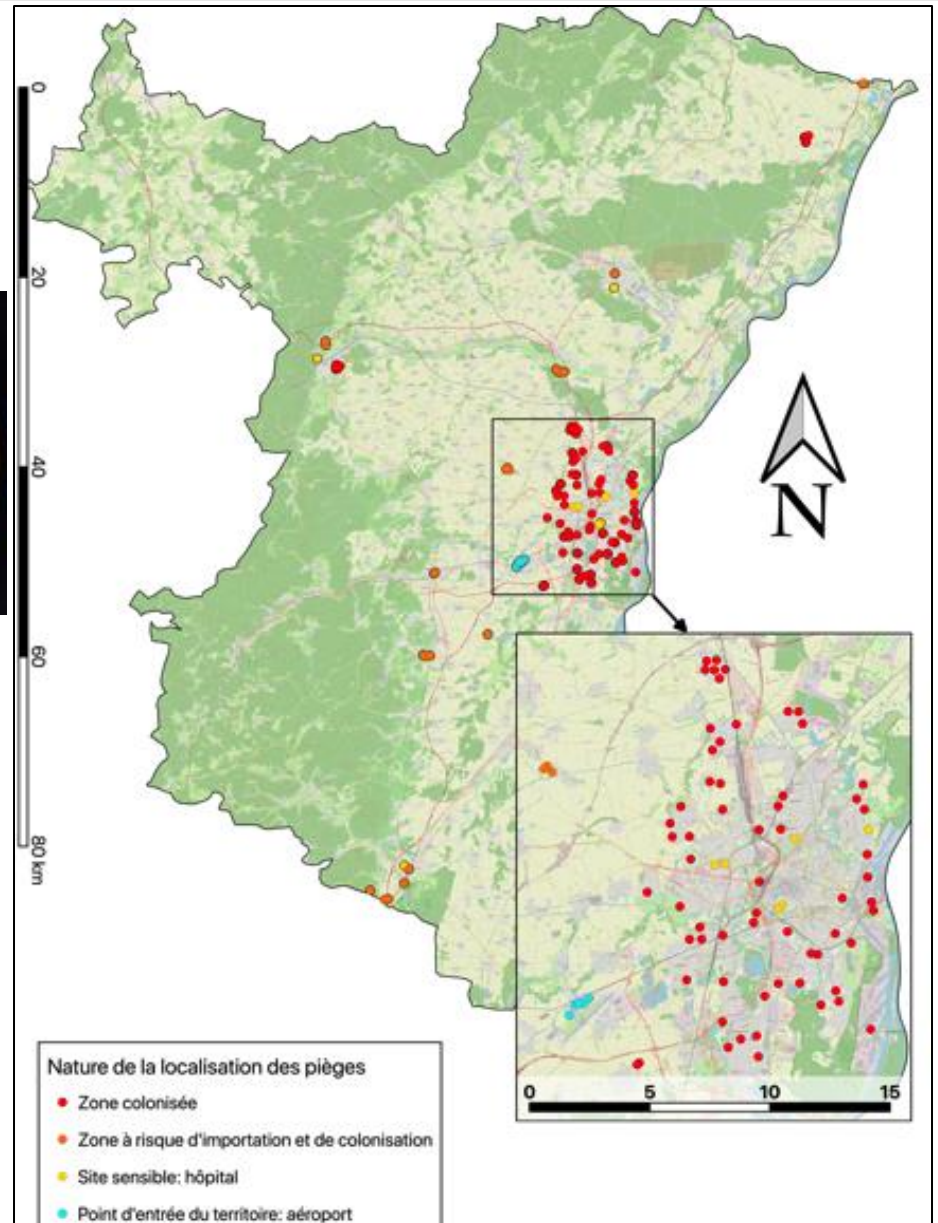 0
20
40
60
80 km
N
0 5 10 15
Nature de la localisation des pièges
Zone colonisée
Zone à risque d'importation et de colonisation
Site sensible: hôpital
Point d'entrée du territoire: aéroport